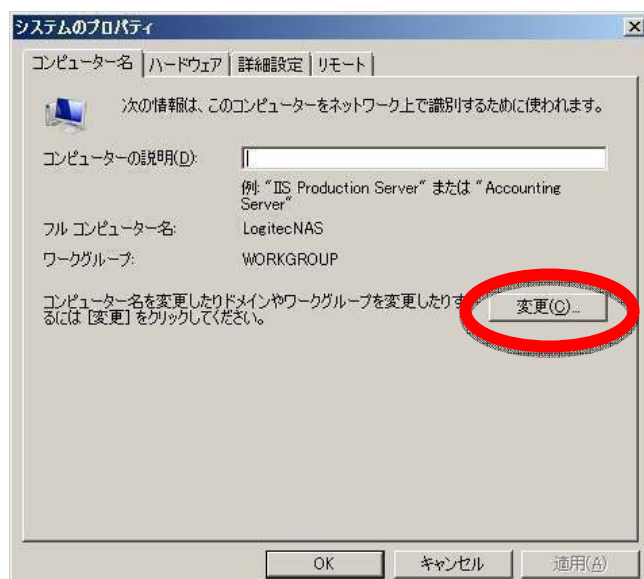 システムのプロパティ
コンピューター名 ハードウェア 詳細設定 リモート
次の情報は、このコンピューターをネットワーク上で識別するために使われます。
コンピューターの説明(D):
例: "IIS Production Server" または "Accounting
Server"
フル コンピューター名: LogitecNAS
ワークグループ: WORKGROUP
コンピューター名を変更したりドメインやワークグループを変更したりす
るには [変更] をクリックしてください。
変更(C)...
OK キャンセル 適用(A)